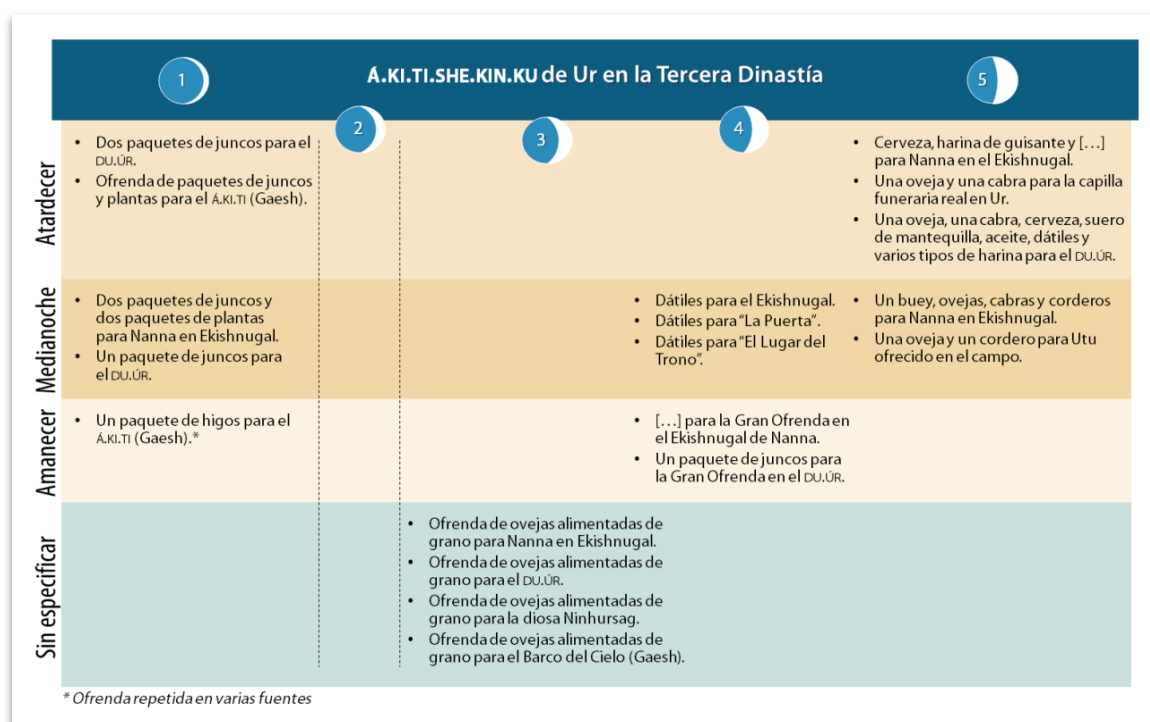 Á.KI.TI.SHE.KIN.KU de Ur en la Tercera Dinastía
1
2
3
4
5
Atardecer
• Dos paquetes de juncos para el
DU.ÚR.
• Ofrenda de paquetes de juncos
y plantas para el Á.KI.TI (Gaesh).
• Cerveza, harina de guisante y […]
para Nanna en el Ekishnugal.
• Una oveja y una cabra para la capilla
funeraria real en Ur.
• Una oveja, una cabra, cerveza, suero
de mantequilla, aceite, dátiles y
varios tipos de harina para el DU.ÚR.
Medianoche
• Dos paquetes de juncos y
dos paquetes de plantas
para Nanna en Ekishnugal.
• Un paquete de juncos para
el DU.ÚR.
• Dátiles para el Ekishnugal.
• Dátiles para “La Puerta”.
• Dátiles para “El Lugar del
Trono”.
• Un buey, ovejas, cabras y corderos
para Nanna en Ekishnugal.
• Una oveja y un cordero para Utu
ofrecido en el campo.
Amanecer
• Un paquete de higos para el
Á.KI.TI (Gaesh).*
• […] para la Gran Ofrenda en
el Ekishnugal de Nanna.
• Un paquete de juncos para
la Gran Ofrenda en el DU.ÚR.
Sin especificar
• Ofrenda de ovejas alimentadas de
grano para Nanna en Ekishnugal.
• Ofrenda de ovejas alimentadas de
grano para el DU.ÚR.
• Ofrenda de ovejas alimentadas de
grano para la diosa Ninhursag.
• Ofrenda de ovejas alimentadas de
grano para el Barco del Cielo (Gaesh).
* Ofrenda repetida en varias fuentes